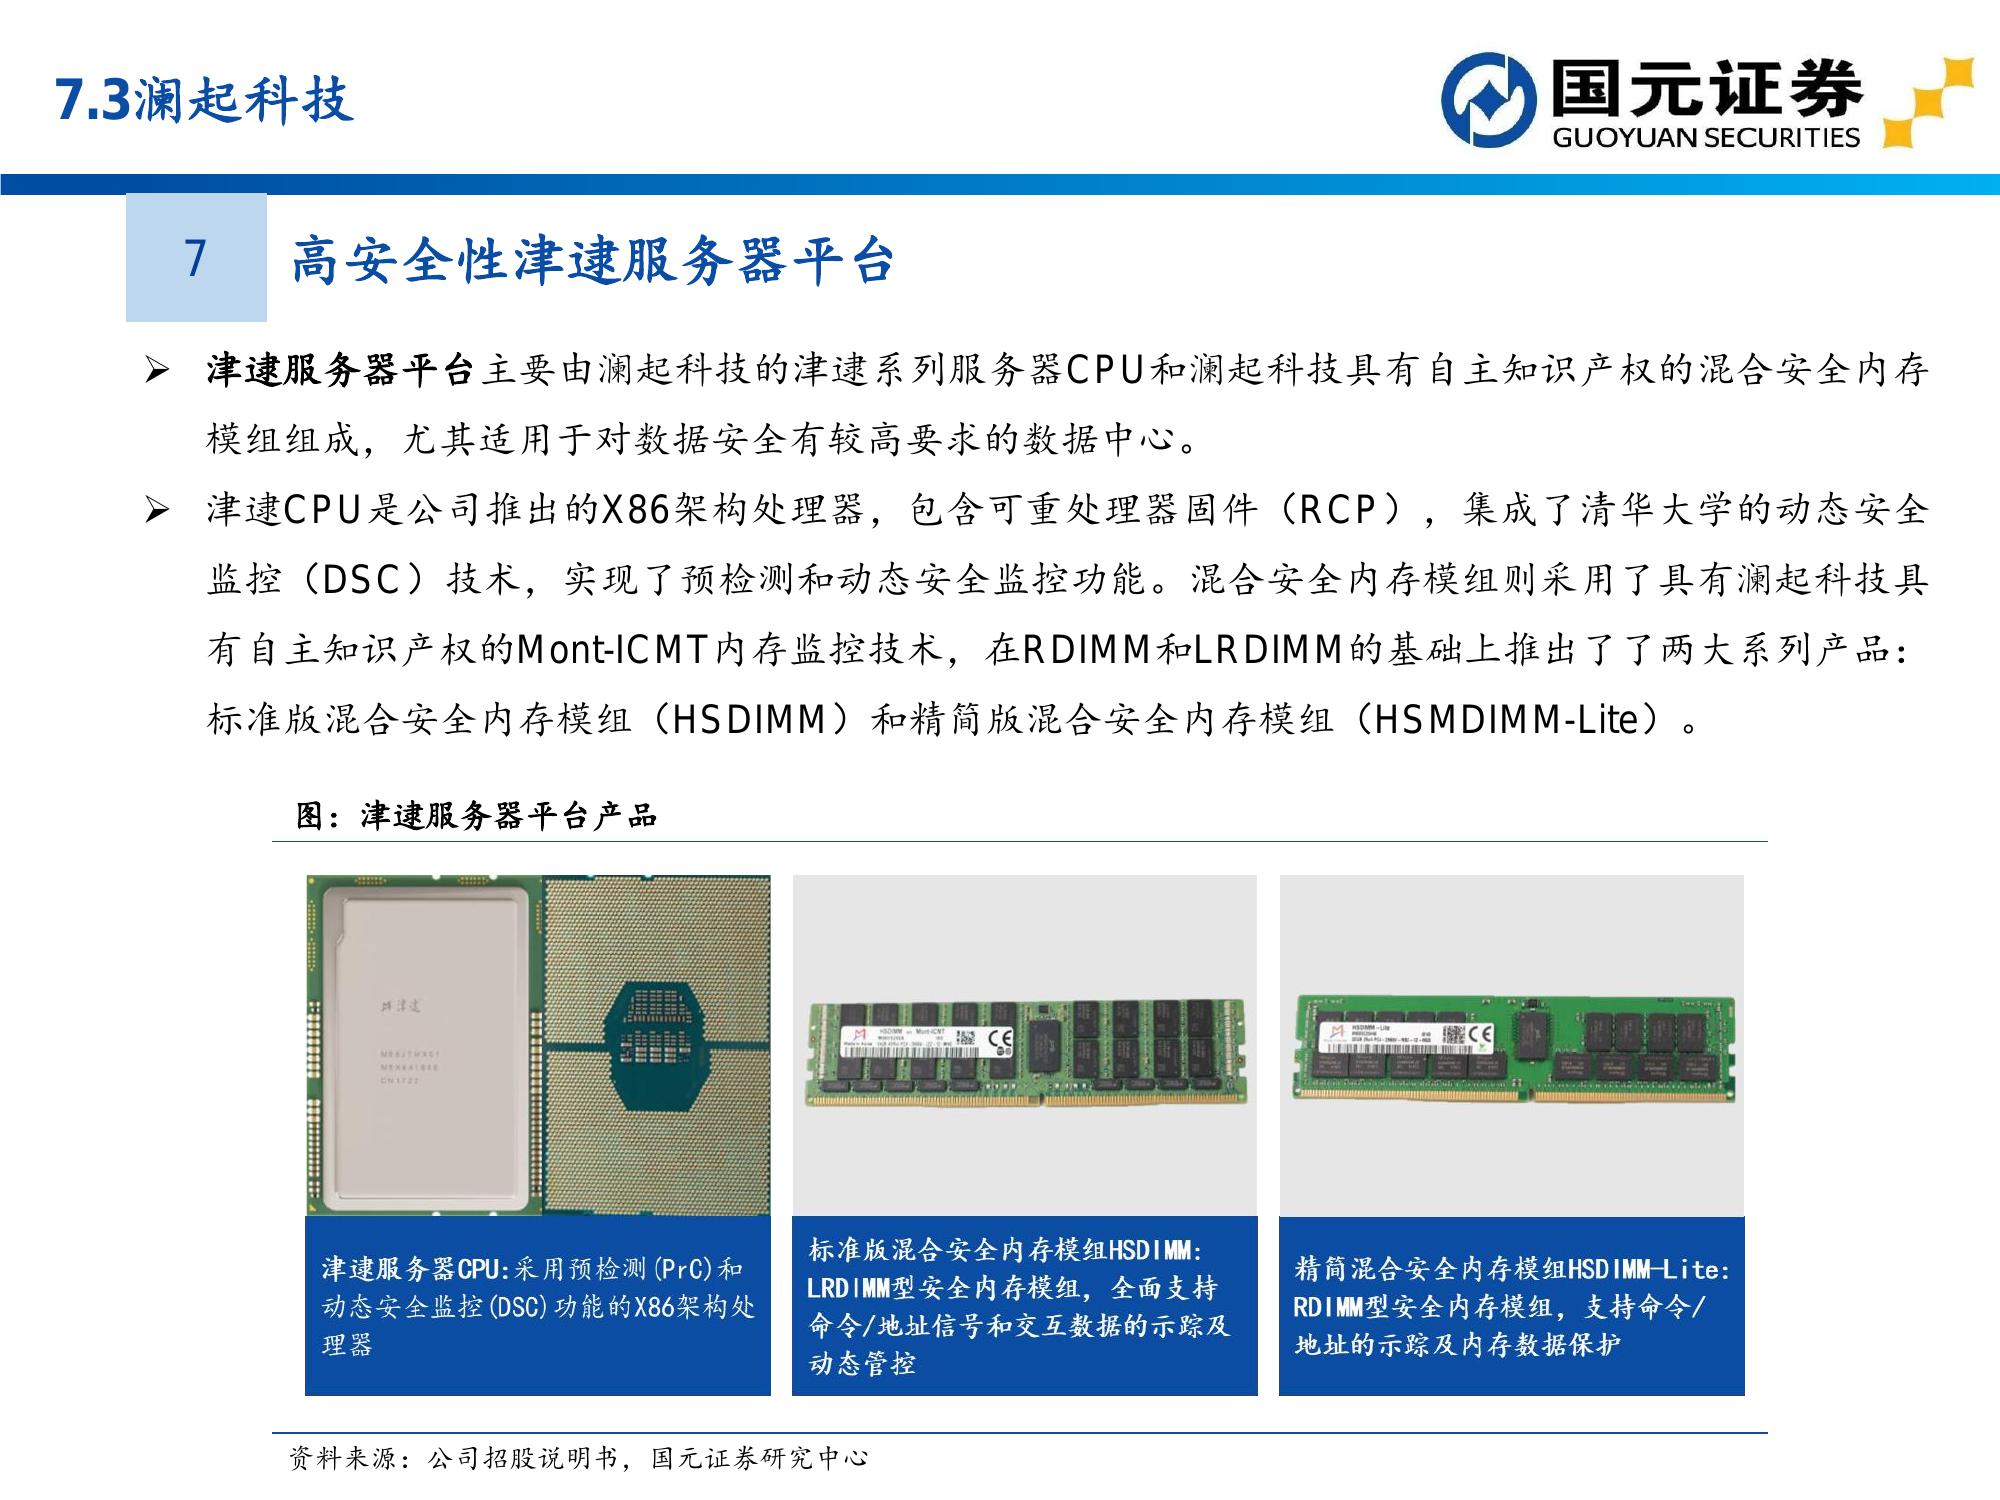 7.3澜起科技
国元证券
GUOYUAN SECURITIES
7
高安全性津逮服务器平台
➢ 津逮服务器平台主要由澜起科技的津逮系列服务器CPU和澜起科技具有自主知识产权的混合安全内存
模组组成，尤其适用于对数据安全有较高要求的数据中心。
➢ 津逮CPU是公司推出的X86架构处理器，包含可重处理器固件（RCP），集成了清华大学的动态安全
监控（DSC）技术，实现了预检测和动态安全监控功能。混合安全内存模组则采用了具有澜起科技具
有自主知识产权的Mont-ICMT内存监控技术，在RDIMM和LRDIMM的基础上推出了了两大系列产品：
标准版混合安全内存模组（HSDIMM）和精简版混合安全内存模组（HSMDIMM-Lite）。
图：津逮服务器平台产品
津逮
CN1722
HSDIMM
Mont-ICMT
CE
HSDIMM-Lite
CE
津逮服务器CPU:采用预检测(PrC)和
动态安全监控(DSC)功能的X86架构处
理器
标准版混合安全内存模组HSDIMM:
LRDIMM型安全内存模组，全面支持
命令/地址信号和交互数据的示踪及
动态管控
精简混合安全内存模组HSDIMM-Lite:
RDIMM型安全内存模组，支持命令/
地址的示踪及内存数据保护
资料来源：公司招股说明书，国元证券研究中心